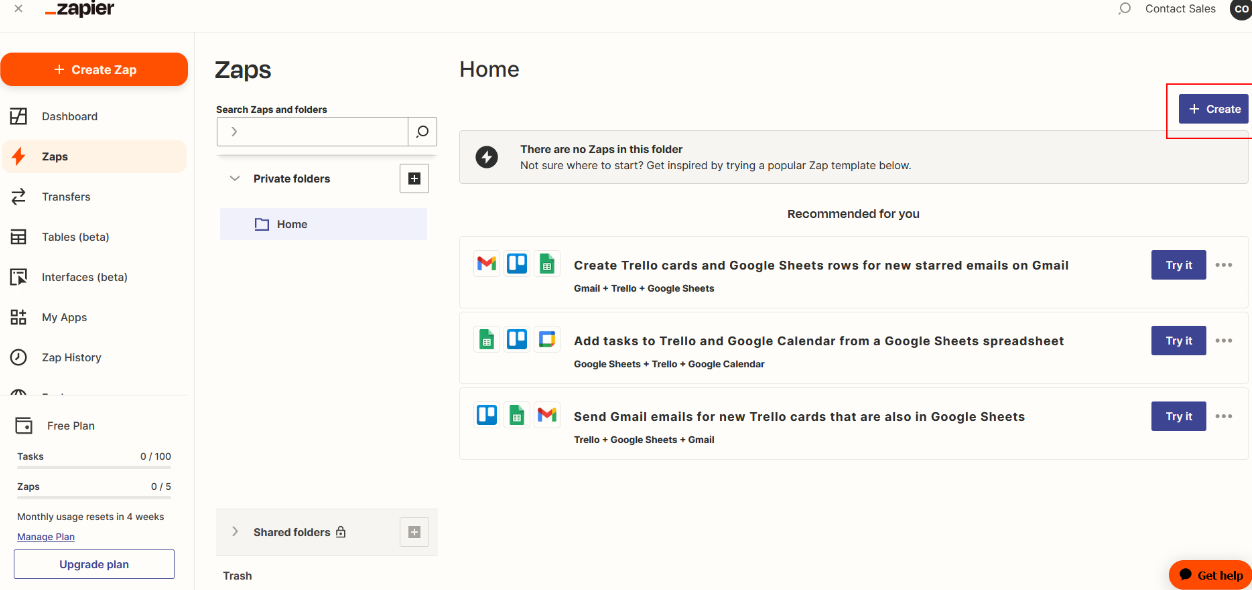 zapier
Contact Sales
CO
+ Create Zap
Dashboard
Zaps
Transfers
Tables (beta)
Interfaces (beta)
My Apps
Zap History
Free Plan
Tasks 0 / 100
Zaps 0 / 5
Monthly usage resets in 4 weeks
Manage Plan
Upgrade plan
Zaps
Search Zaps and folders
Private folders
Home
Shared folders
Trash
Home
+ Create
There are no Zaps in this folder
Not sure where to start? Get inspired by trying a popular Zap template below.
Recommended for you
Create Trello cards and Google Sheets rows for new starred emails on Gmail
Gmail + Trello + Google Sheets
Try it
Add tasks to Trello and Google Calendar from a Google Sheets spreadsheet
Google Sheets + Trello + Google Calendar
Try it
Send Gmail emails for new Trello cards that are also in Google Sheets
Trello + Google Sheets + Gmail
Try it
Get help